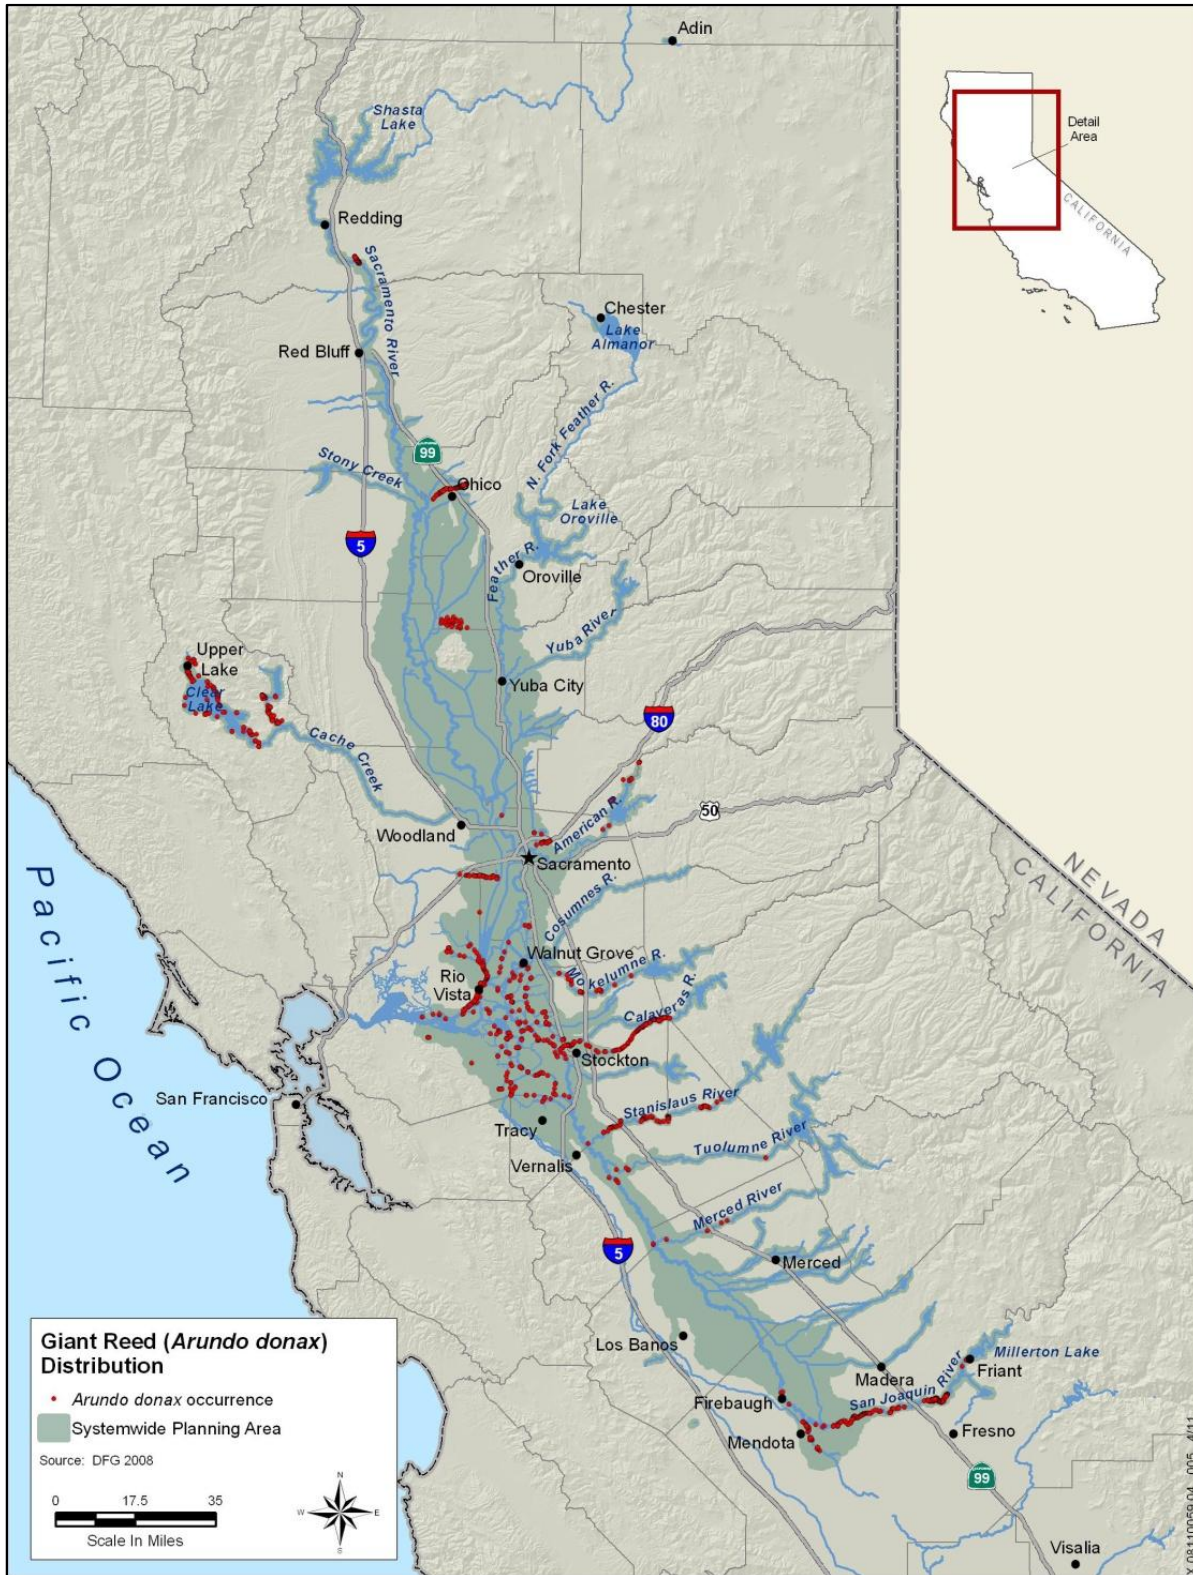 Adin
Shasta
Lake
Detail
Area
CALIFORNIA
Redding
Sacramento River
Chester
Lake
Almanor
Red Bluff
N. Fork Feather R.
99
Stony Creek
Chico
Lake
Oroville
5
Feather R.
Oroville
Yuba River
Upper
Lake
Clear
Lake
Yuba City
80
Cache Creek
50
American R.
Woodland
Sacramento
NEVADA
CALIFORNIA
Pacific Ocean
Cosumnes R.
Walnut Grove
Mokelumne R.
Rio
Vista
Calaveras R.
Stockton
San Francisco
Stanislaus River
Tracy
Tuolumne River
Vernalis
Merced River
5
Merced
Los Banos
Millerton Lake
Friant
Madera
San Joaquin River
Firebaugh
Mendota
Fresno
99
Visalia
Giant Reed (Arundo donax)
Distribution
Arundo donax occurrence
Systemwide Planning Area
Source: DFG 2008
0 17.5 35
Scale In Miles
N
W E
S
X 08110059.04 005 4/11